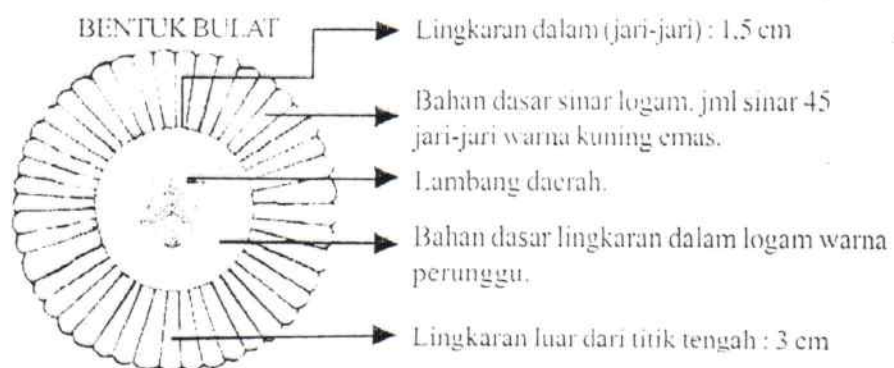 BENTUK BULAT
Lingkaran dalam (jari-jari) : 1,5 cm
Bahan dasar sinar logam, jml sinar 45
jari-jari warna kuning emas.
Lambang daerah.
Bahan dasar lingkaran dalam logam warna
perunggu.
Lingkaran luar dari titik tengah : 3 cm